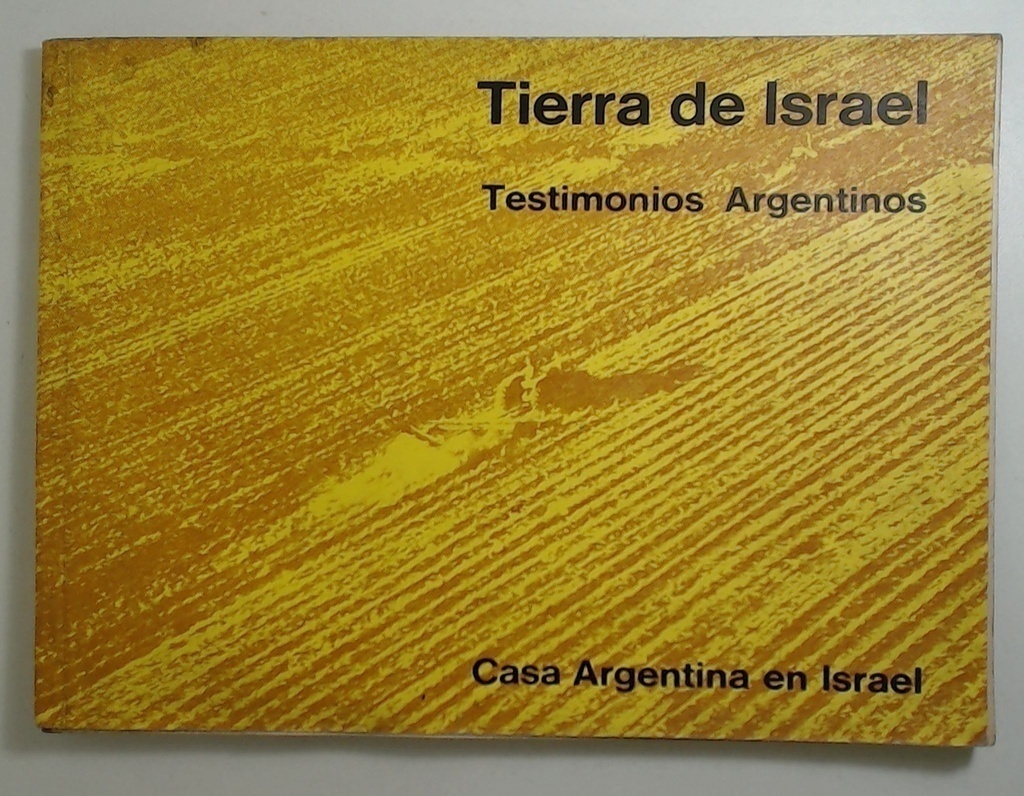 Tierra de Israel
Testimonios Argentinos
Casa Argentina en Israel